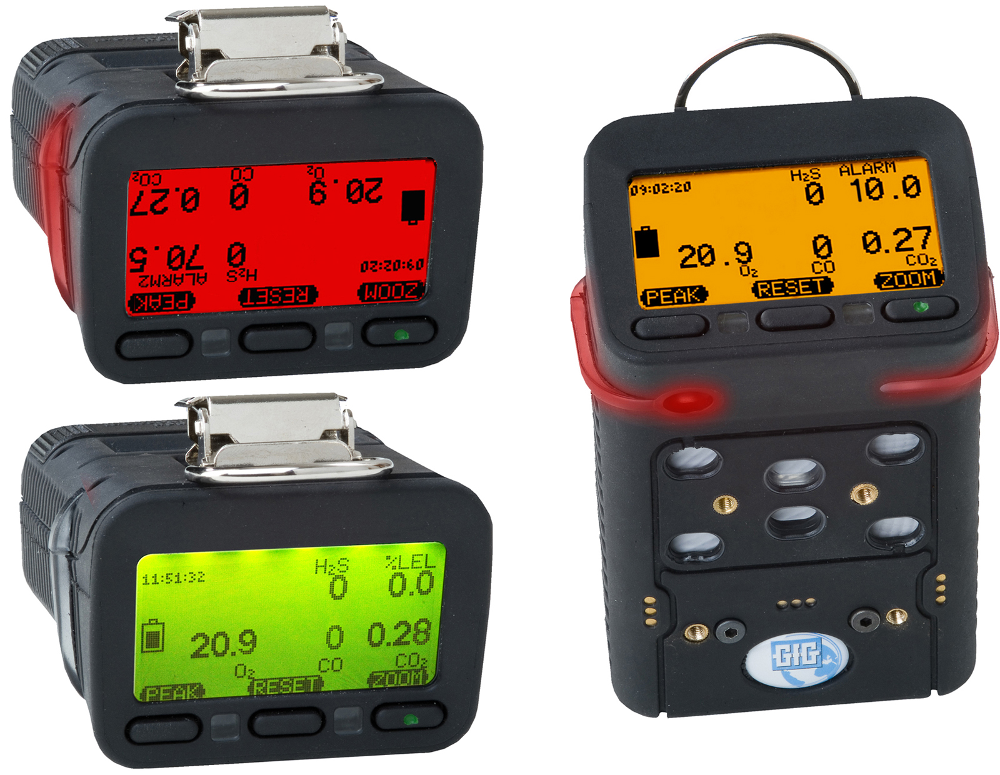 ZOOM RESET PEAK
09:02:20 H₂S ALARM2
0 70.5
20.9 0 0.27
O₂ CO CO₂
09:02:20 H₂S ALARM
0 10.0
20.9 0 0.27
O₂ CO CO₂
PEAK RESET ZOOM
GfG
11:51:32 H₂S %LEL
0 0.0
20.9 0 0.28
O₂ CO CO₂
PEAK RESET ZOOM